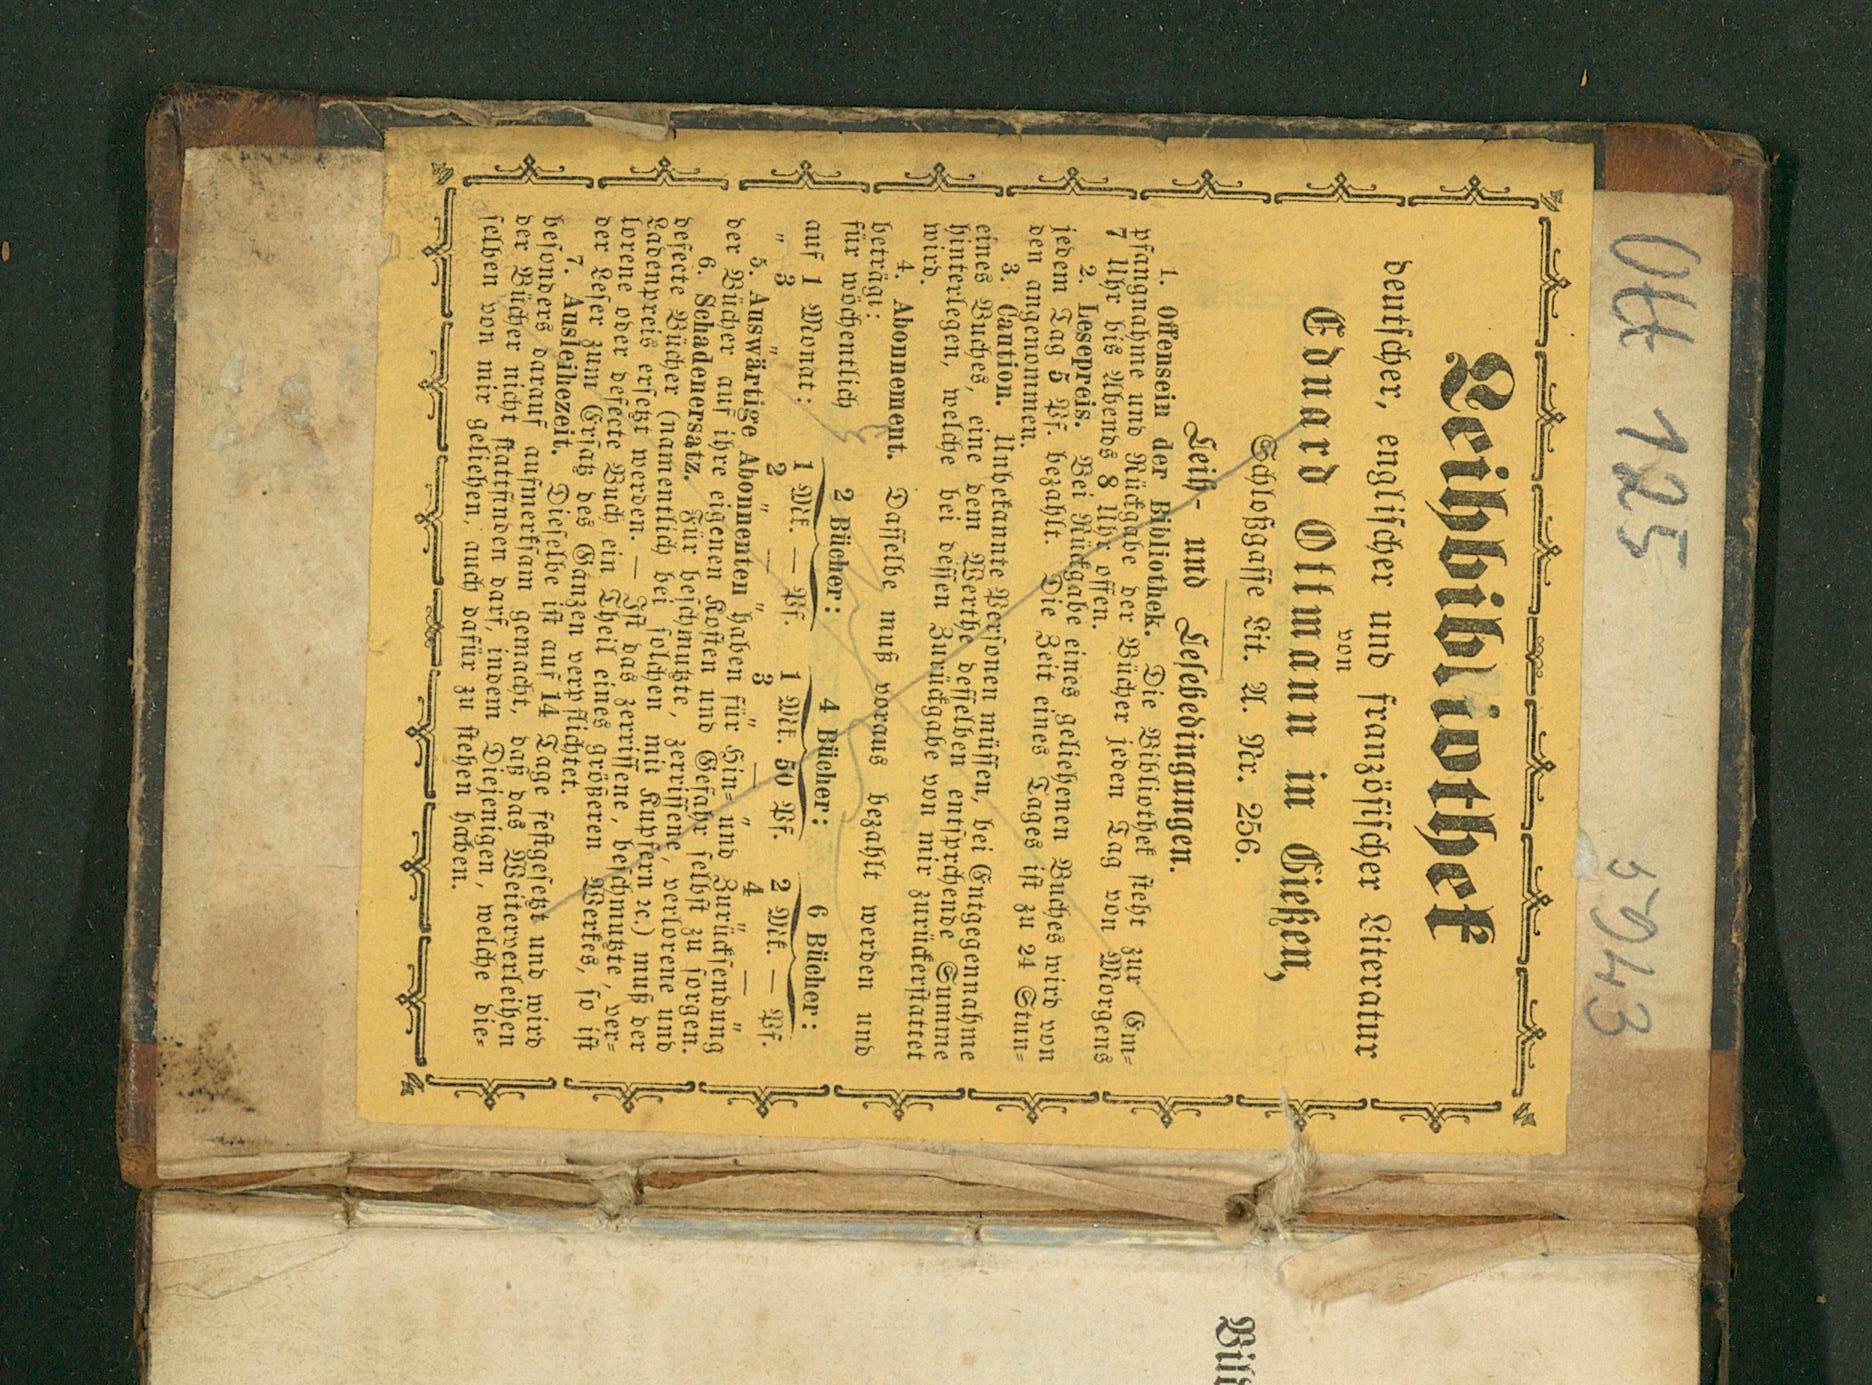 Ott 125
5943
Leihbibliothek
deutscher, englischer und französischer Literatur
von
Eduard Ottmann in Gießen,
Schloßgasse Lit. A. Nr. 256.
Leih- und Lesebedingungen.
1. Offensein der Bibliothek. Die Bibliothek steht zur Em-
pfangnahme und Rückgabe der Bücher jeden Tag von Morgens
7 Uhr bis Abends 8 Uhr offen.
2. Lesepreis. Bei Rückgabe eines geliehenen Buches wird von
jedem Tag 5 Pf. bezahlt. Die Zeit eines Tages ist zu 24 Stun-
den angenommen.
3. Caution. Unbekannte Personen müssen, bei Entgegennahme
eines Buches, eine dem Werthe desselben entsprechende Summe
hinterlegen, welche bei dessen Zurückgabe von mir zurückerstattet
wird.
4. Abonnement. Dasselbe muß voraus bezahlt werden und
beträgt:
für wöchentlich 2 Bücher: 4 Bücher: 6 Bücher:
auf 1 Monat: 1 Mk. — Pf. 1 Mk. 50 Pf. 2 Mk. — Pf.
" 3 " 2 " — " 3 " — " 4 " — "
5. Auswärtige Abonnenten haben für Hin- und Zurücksendung
der Bücher auf ihre eigenen Kosten und Gefahr selbst zu sorgen.
6. Schadenersatz. Für beschmutzte, zerrissene, verlorene und
defecte Bücher (namentlich bei solchen mit Kupfern ꝛc.) muß der
Ladenpreis ersetzt werden. — Ist das zerrissene, beschmutzte, ver-
lorene oder defecte Buch ein Theil eines größeren Werkes, so ist
der Leser zum Ersatz des Ganzen verpflichtet.
7. Ausleihezeit. Dieselbe ist auf 14 Tage festgesetzt und wird
besonders darauf aufmerksam gemacht, daß das Weiterverleihen
der Bücher nicht stattfinden darf, indem Diejenigen, welche die-
selben von mir geliehen, auch dafür zu stehen haben.